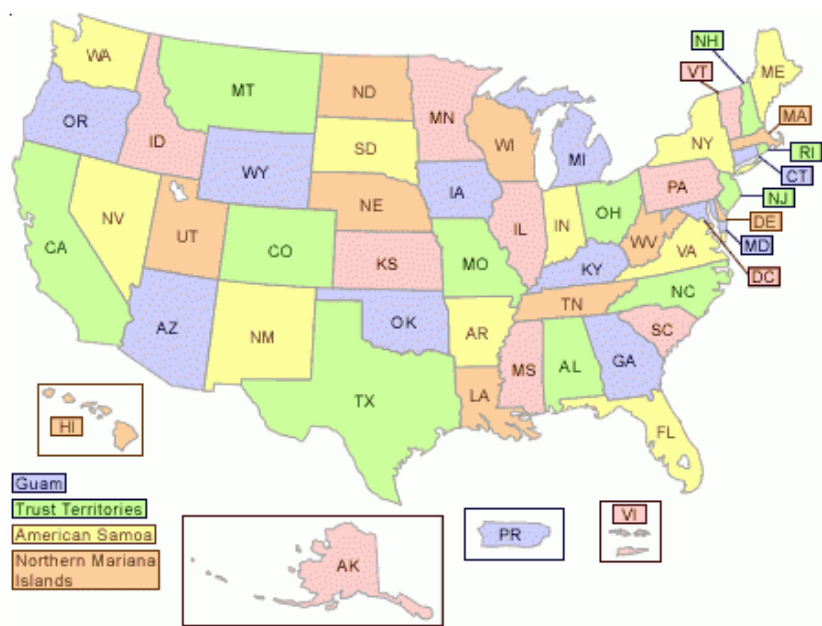 WA
MT
ND
MN
NH
VT
ME
OR
ID
WY
SD
WI
MI
NY
MA
RI
CT
NV
UT
NE
IA
IL
IN
OH
PA
NJ
DE
MD
DC
CA
CO
KS
MO
KY
WV
VA
AZ
NM
OK
AR
TN
NC
SC
TX
LA
MS
AL
GA
FL
HI
Guam
Trust Territories
American Samoa
Northern Mariana
Islands
AK
PR
VI